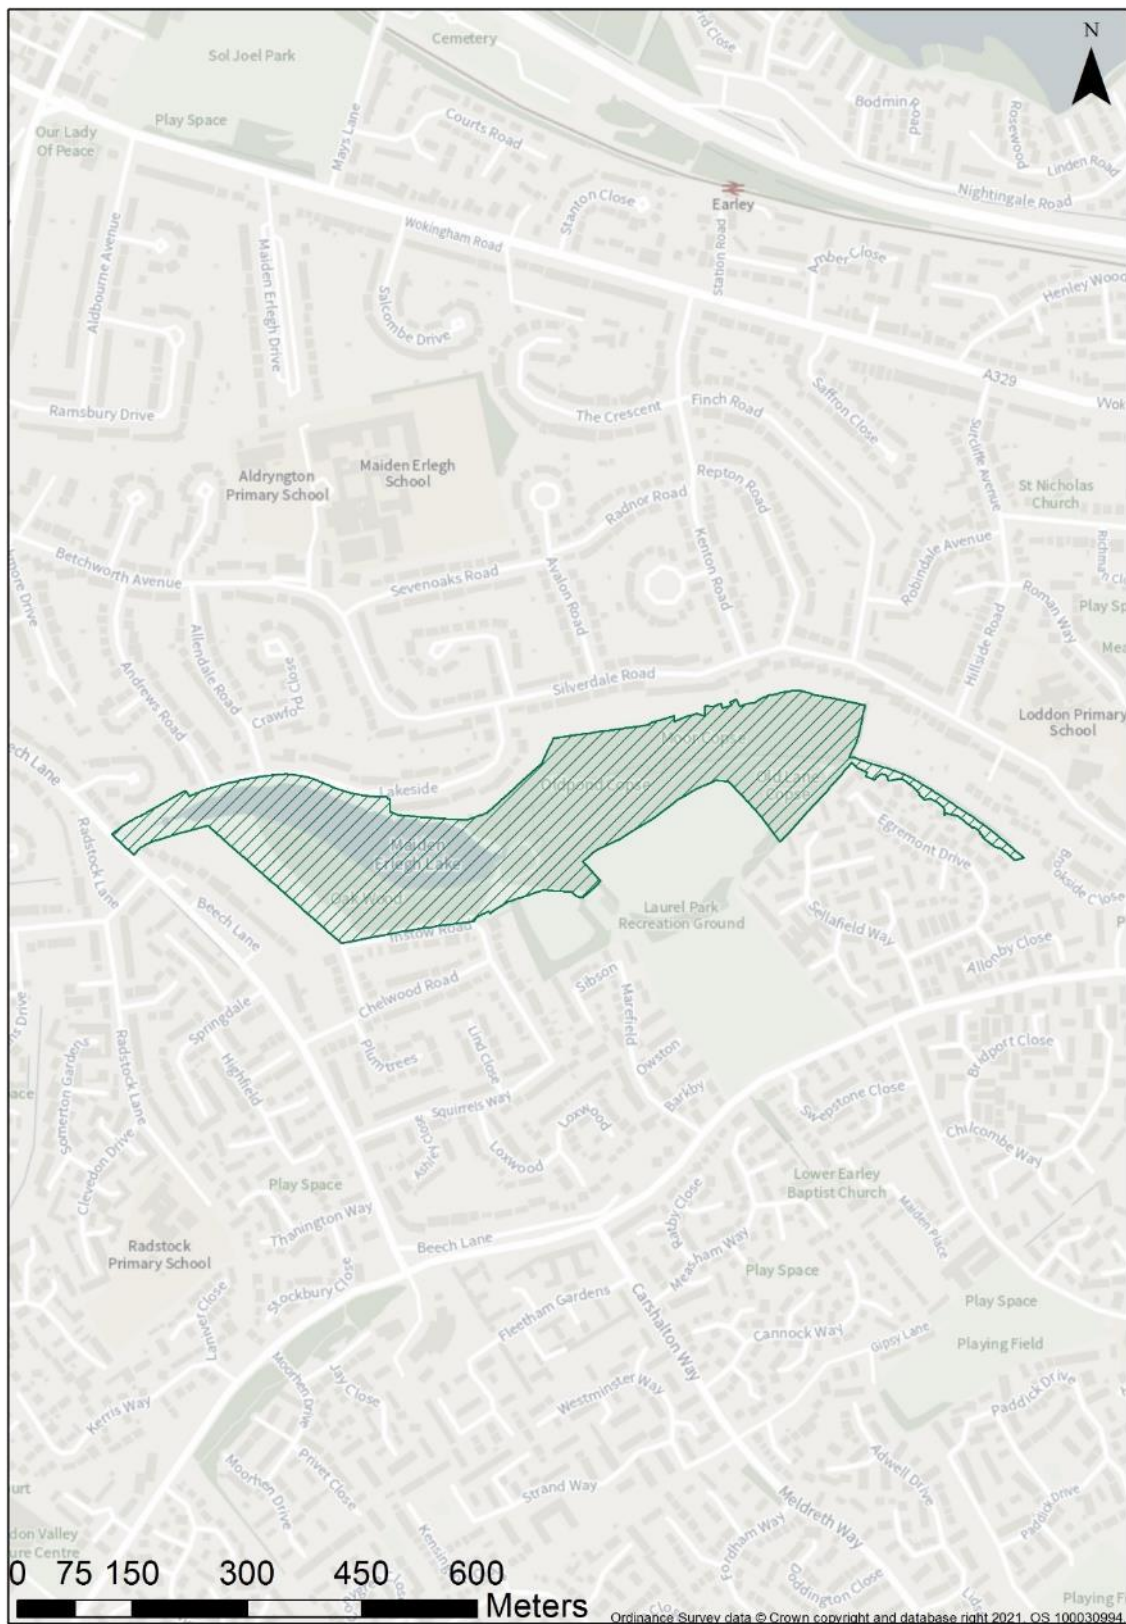 N
Cemetery
Sol Joel Park
Play Space
Our Lady
Of Peace
Mays Lane
Courts Road
Bodmin Road
Rosewood
Linden Road
Nightingale Road
Earley
Stanton Close
Wokingham Road
Station Road
Amber Close
Henley Wood
Aldbourne Avenue
Maiden Erlegh Drive
Salcombe Drive
A329
Ramsbury Drive
The Crescent
Finch Road
Saffron Close
Aldryngton
Primary School
Maiden Erlegh
School
Repton Road
Radnor Road
Sutcliffe Avenue
St Nicholas
Church
Betchworth Avenue
Sevenoaks Road
Avalon Road
Kenton Road
Robindale Avenue
Roman Way
Play Sp
Hillside Road
Andrews Road
Allendale Road
Silverdale Road
Loddon Primary
School
Moor Copse
Lakeside
Oldpond Copse
Old Lane
Copse
Maiden
Erlegh Lake
Egremont Drive
Radstock Lane
Oak Wood
Beech Lane
Instow Road
Laurel Park
Recreation Ground
Sellafield Way
Allonby Close
Chelwood Road
Sibson
Marefield
Springdale
Highfield
Plumtrees
Lind Close
Owston
Barkby
Bridport Close
Somerton Gardens
Radstock Lane
Squirrels Way
Swepstone Close
Chilcombe Way
Clevedon Drive
Ashby Close
Loxwood
Loxwood
Play Space
Lower Earley
Baptist Church
Thanington Way
Ratby Close
Maiden Place
Radstock
Primary School
Beech Lane
Measham Way
Play Space
Stockbury Close
Fleetham Gardens
Carshalton Way
Play Space
Cannock Way
Gipsy Lane
Playing Field
Moorhen Drive
Jay Close
Kerris Way
Westminster Way
Paddick Drive
Privet Close
Moorhen Drive
Strand Way
Adwell Drive
Meldreth Way
Paddick Drive
Fordham Way
0 75 150 300 450 600
Meters
Ordinance Survey data © Crown copyright and database right 2021. OS 100030994.